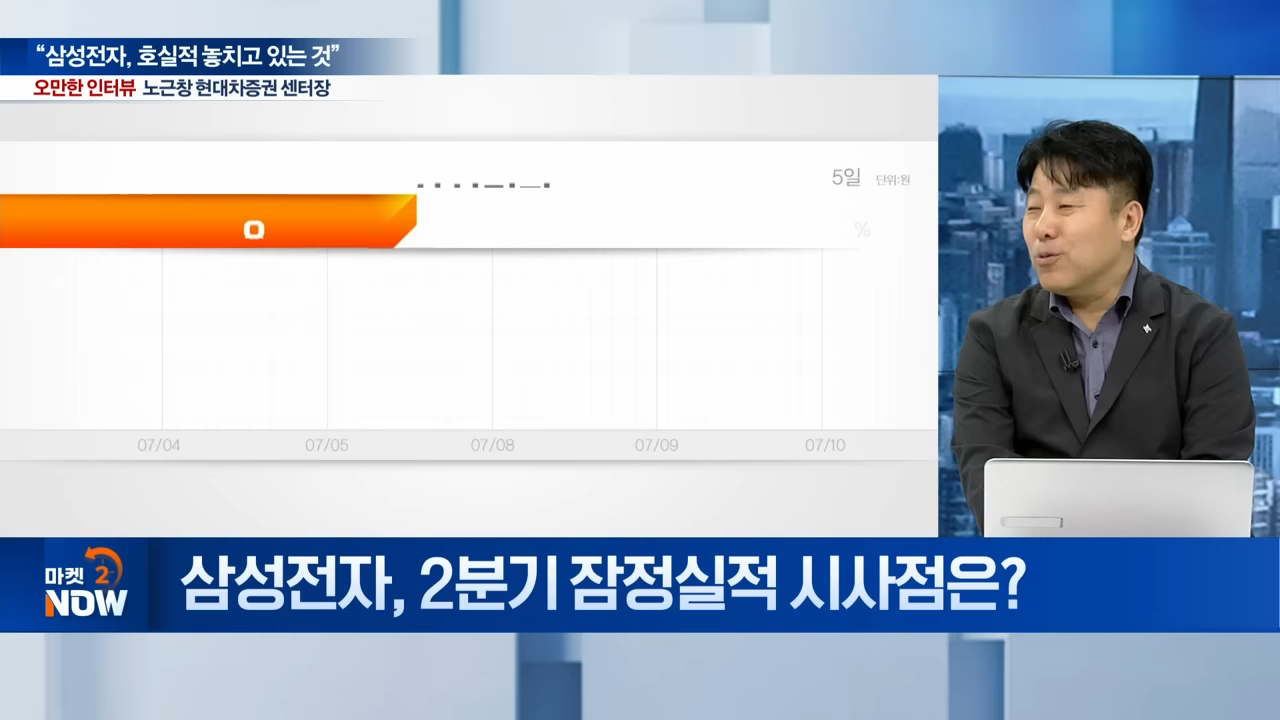 “삼성전자, 호실적 놓치고 있는 것”
오만한 인터뷰 노근창 현대차증권 센터장
5일 단위:원
%
07/04 07/05 07/08 07/09 07/10
마켓 2
NOW
삼성전자, 2분기 잠정실적 시사점은?